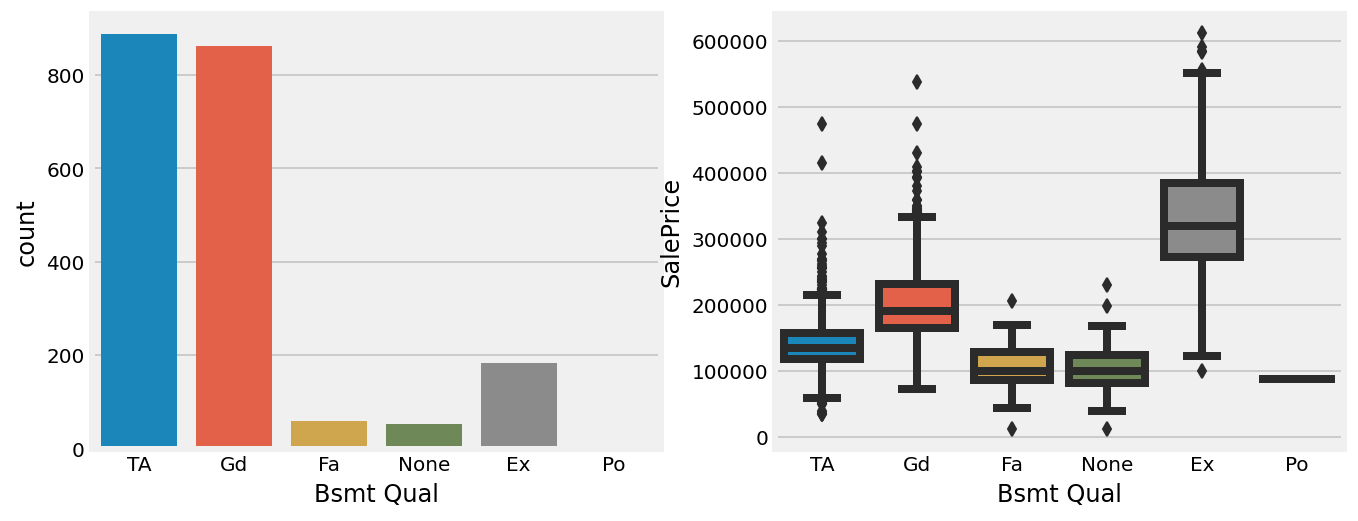 800
600
400
200
0
count
TA Gd Fa None Ex Po
Bsmt Qual
600000
500000
400000
300000
200000
100000
0
SalePrice
TA Gd Fa None Ex Po
Bsmt Qual